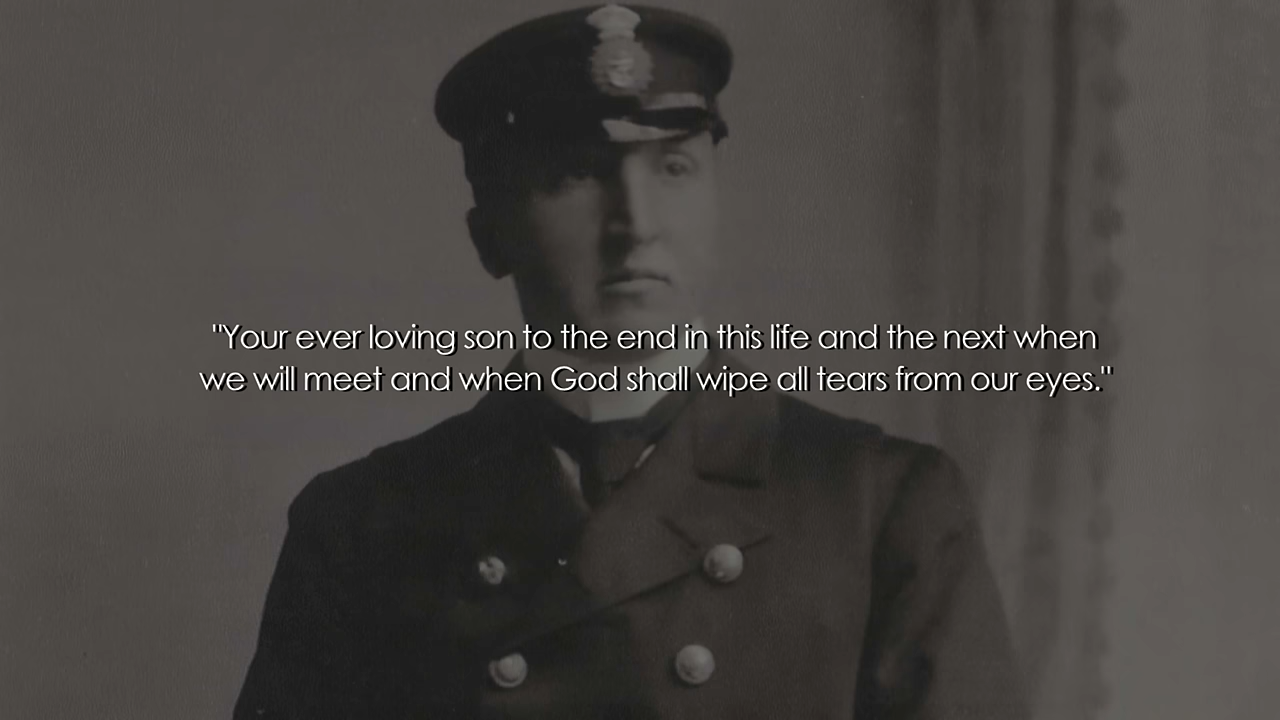 "Your ever loving son to the end in this life and the next when
we will meet and when God shall wipe all tears from our eyes."